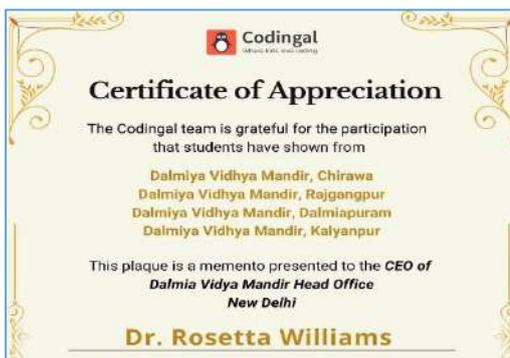 Codingal
Certificate of Appreciation
The Codingal team is grateful for the participation
that students have shown from
Dalmiya Vidhya Mandir, Chirawa
Dalmiya Vidhya Mandir, Rajgangpur
Dalmiya Vidhya Mandir, Dalmiapuram
Dalmiya Vidhya Mandir, Kalyanpur
This plaque is a memento presented to the CEO of
Dalmia Vidya Mandir Head Office
New Delhi
Dr. Rosetta Williams